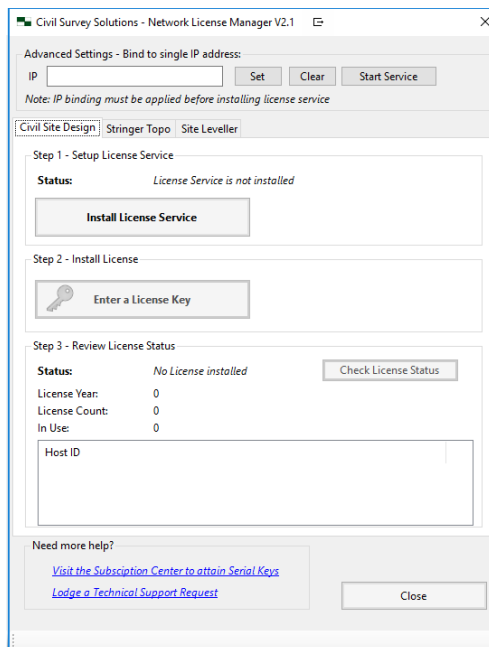 Civil Survey Solutions - Network License Manager V2.1
Advanced Settings - Bind to single IP address:
IP Set Clear Start Service
Note: IP binding must be applied before installing license service
Civil Site Design Stringer Topo Site Leveller
Step 1 - Setup License Service
Status: License Service is not installed
Install License Service
Step 2 - Install License
Enter a License Key
Step 3 - Review License Status
Status: No License installed Check License Status
License Year: 0
License Count: 0
In Use: 0
Host ID
Need more help?
Visit the Subsciption Center to attain Serial Keys
Lodge a Technical Support Request
Close